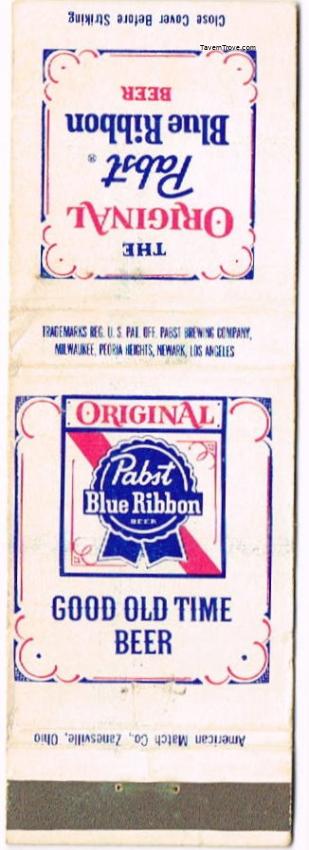 Close Cover Before Striking
TavernTrove.com
THE
ORIGINAL
Pabst ®
Blue Ribbon
BEER
TRADEMARKS REG. U. S. PAT. OFF. PABST BREWING COMPANY,
MILWAUKEE, PEORIA HEIGHTS, NEWARK, LOS ANGELES
ORIGINAL
Pabst
Blue Ribbon
BEER
GOOD OLD TIME
BEER
American Match Co., Zanesville, Ohio